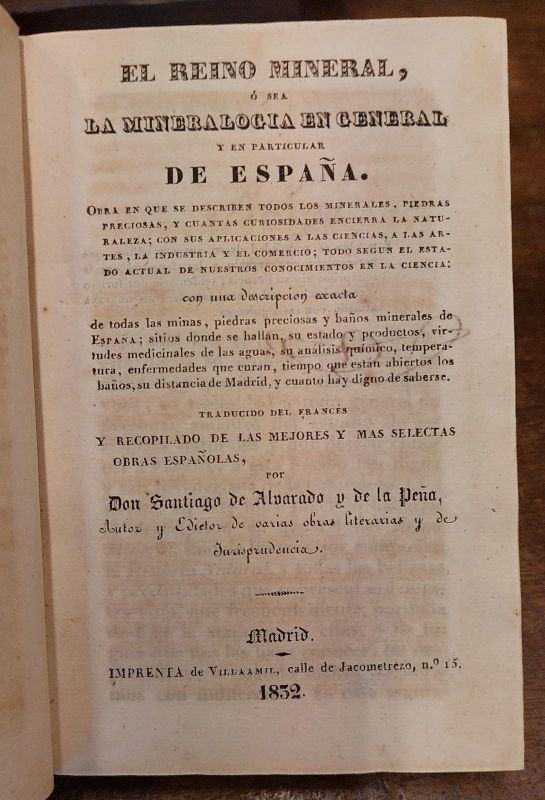 EL REINO MINERAL,
Ó SEA
LA MINERALOGIA EN GENERAL
Y EN PARTICULAR
DE ESPAÑA.
OBRA EN QUE SE DESCRIBEN TODOS LOS MINERALES, PIEDRAS
PRECIOSAS, Y CUANTAS CURIOSIDADES ENCIERRA LA NATU-
RALEZA; CON SUS APLICACIONES A LAS CIENCIAS, A LAS AR-
TES, LA INDUSTRIA Y EL COMERCIO; TODO SEGUN EL ESTA-
DO ACTUAL DE NUESTROS CONOCIMIENTOS EN LA CIENCIA:
con una descripcion exacta
de todas las minas, piedras preciosas y baños minerales de
ESPAÑA; sitios donde se hallan, su estado y productos, vir-
tudes medicinales de las aguas, su análisis químico, tempera-
tura, enfermedades que curan, tiempo que están abiertos los
baños, su distancia de Madrid, y cuanto hay digno de saberse.
TRADUCIDO DEL FRANCÉS
Y RECOPILADO DE LAS MEJORES Y MAS SELECTAS
OBRAS ESPAÑOLAS,
POR
Don Santiago de Alvarado y de la Peña,
Autor y Edictor de varias obras literarias y de
Jurisprudencia.
Madrid.
IMPRENTA de VILLAAMIL, calle de Jacometrezo, n.º 15.
1832.